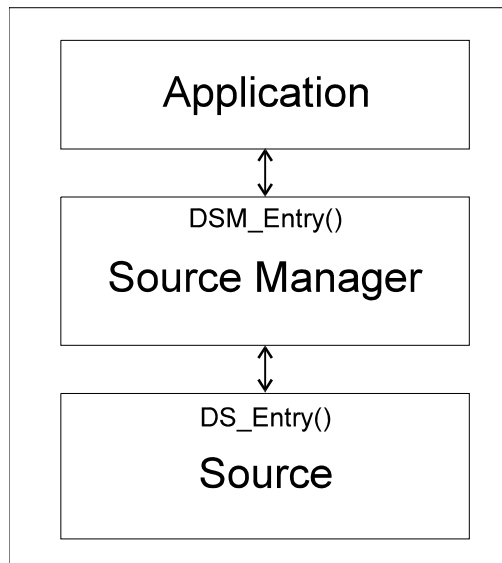 Application
DSM_Entry()
Source Manager
DS_Entry()
Source